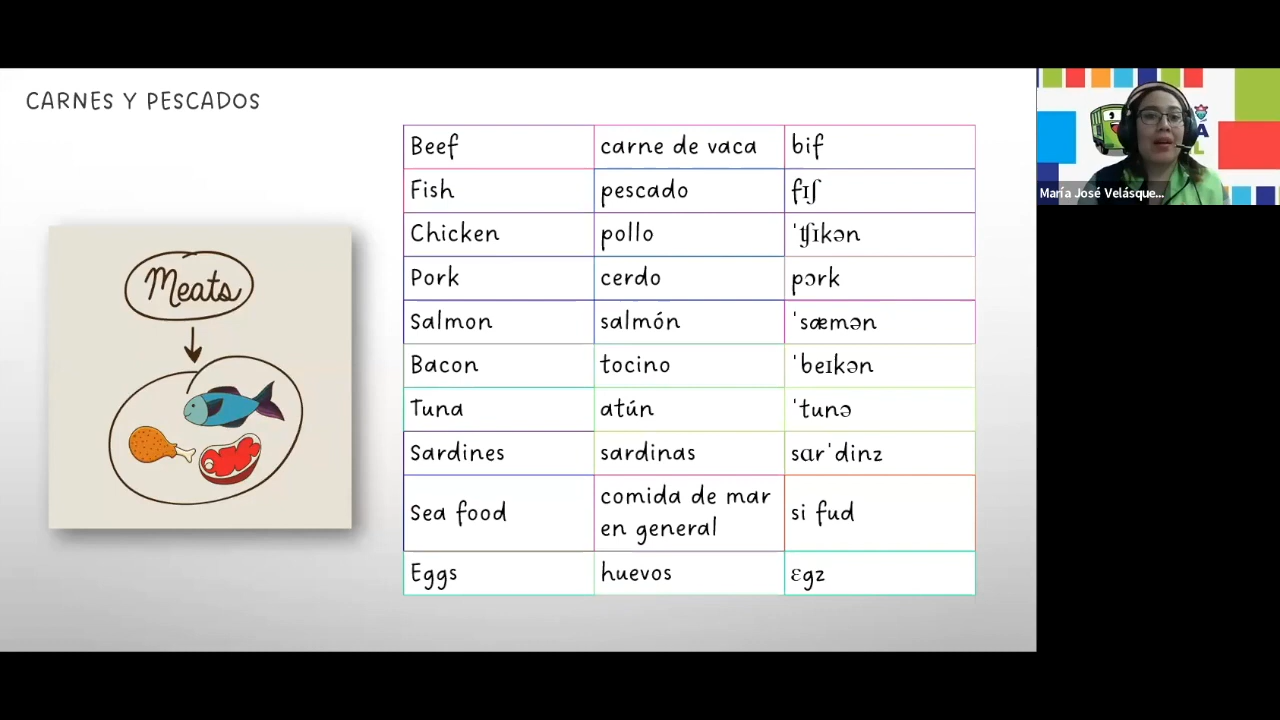 CARNES Y PESCADOS
Meats
Beef carne de vaca bif
Fish pescado fɪʃ
Chicken pollo ˈʧɪkən
Pork cerdo pɔrk
Salmon salmón ˈsæmən
Bacon tocino ˈbeɪkən
Tuna atún ˈtunə
Sardines sardinas sɑrˈdinz
Sea food comida de mar
en general si fud
Eggs huevos ɛgz
María José Velásque...